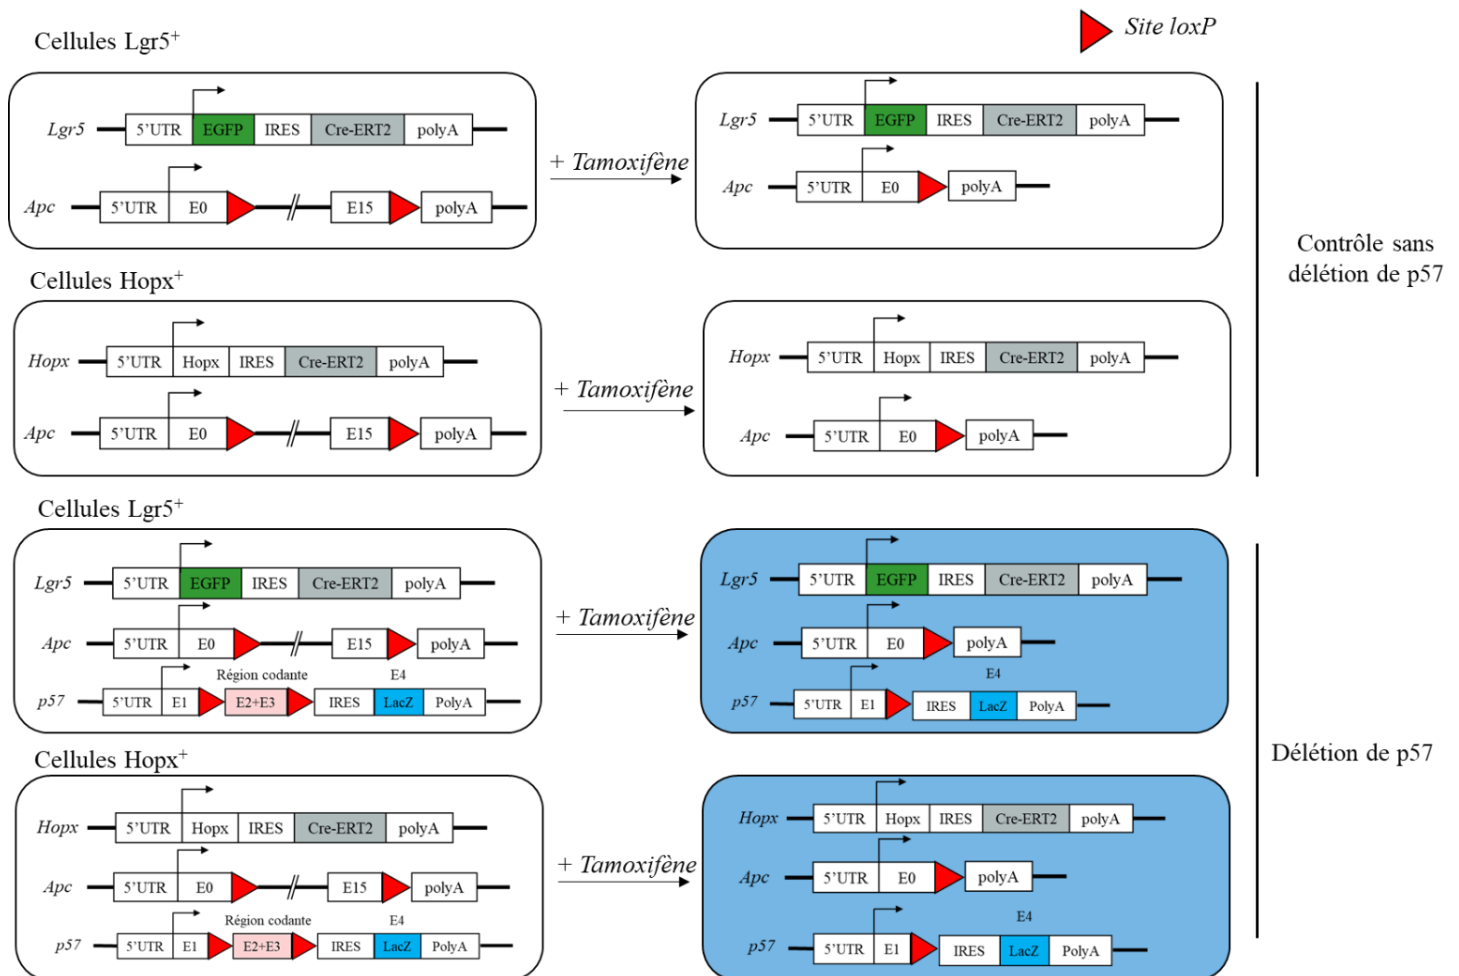 Site loxP
Cellules Lgr5+
Lgr5 5’UTR EGFP IRES Cre-ERT2 polyA
Apc 5’UTR E0 E15 polyA
+ Tamoxifène
Lgr5 5’UTR EGFP IRES Cre-ERT2 polyA
Apc 5’UTR E0 polyA
Cellules Hopx+
Hopx 5’UTR Hopx IRES Cre-ERT2 polyA
Apc 5’UTR E0 E15 polyA
+ Tamoxifène
Hopx 5’UTR Hopx IRES Cre-ERT2 polyA
Apc 5’UTR E0 polyA
Contrôle sans
délétion de p57
Cellules Lgr5+
Lgr5 5’UTR EGFP IRES Cre-ERT2 polyA
Apc 5’UTR E0 E15 polyA
Région codante E4
p57 5’UTR E1 E2+E3 IRES LacZ PolyA
+ Tamoxifène
Lgr5 5’UTR EGFP IRES Cre-ERT2 polyA
Apc 5’UTR E0 polyA
E4
p57 5’UTR E1 IRES LacZ PolyA
Cellules Hopx+
Hopx 5’UTR Hopx IRES Cre-ERT2 polyA
Apc 5’UTR E0 E15 polyA
Région codante E4
p57 5’UTR E1 E2+E3 IRES LacZ PolyA
+ Tamoxifène
Hopx 5’UTR Hopx IRES Cre-ERT2 polyA
Apc 5’UTR E0 polyA
E4
p57 5’UTR E1 IRES LacZ PolyA
Délétion de p57